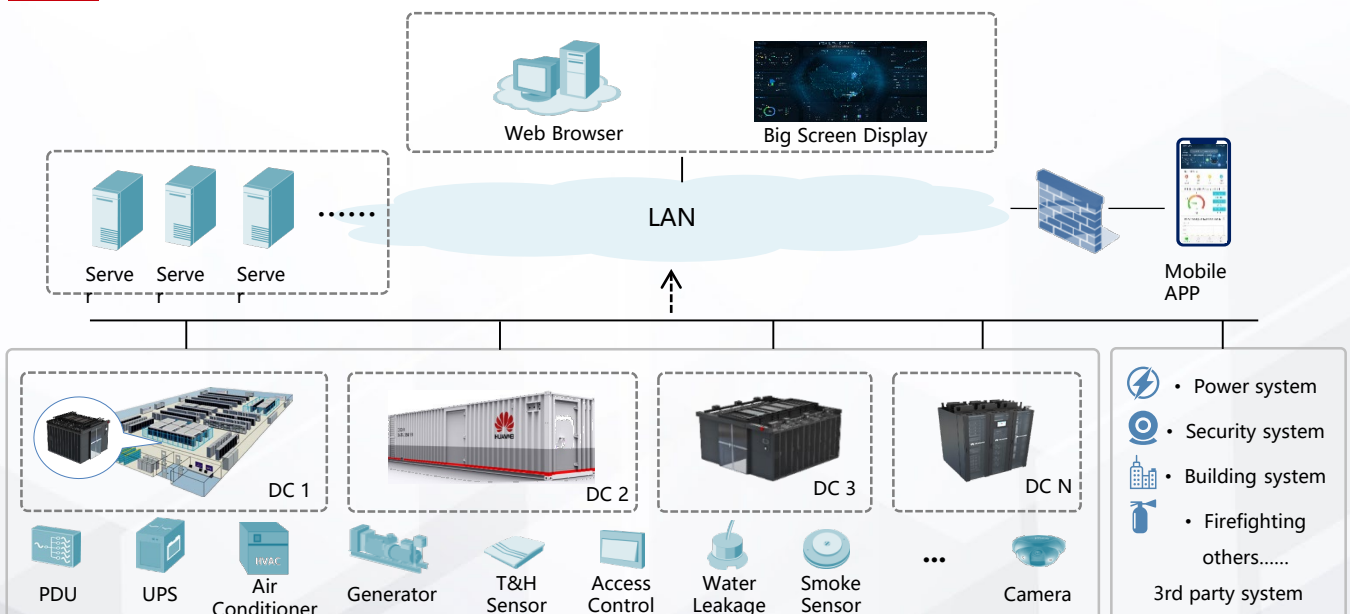 Web Browser
Big Screen Display
LAN
Serve
r
Serve
r
Serve
r
......
Mobile
APP
DC 1
HUAWEI
DC 2
DC 3
DC N
PDU
UPS
HVAC
Air
Conditioner
Generator
T&H
Sensor
Access
Control
Water
Leakage
Smoke
Sensor
...
Camera
• Power system
• Security system
• Building system
• Firefighting
others......
3rd party system